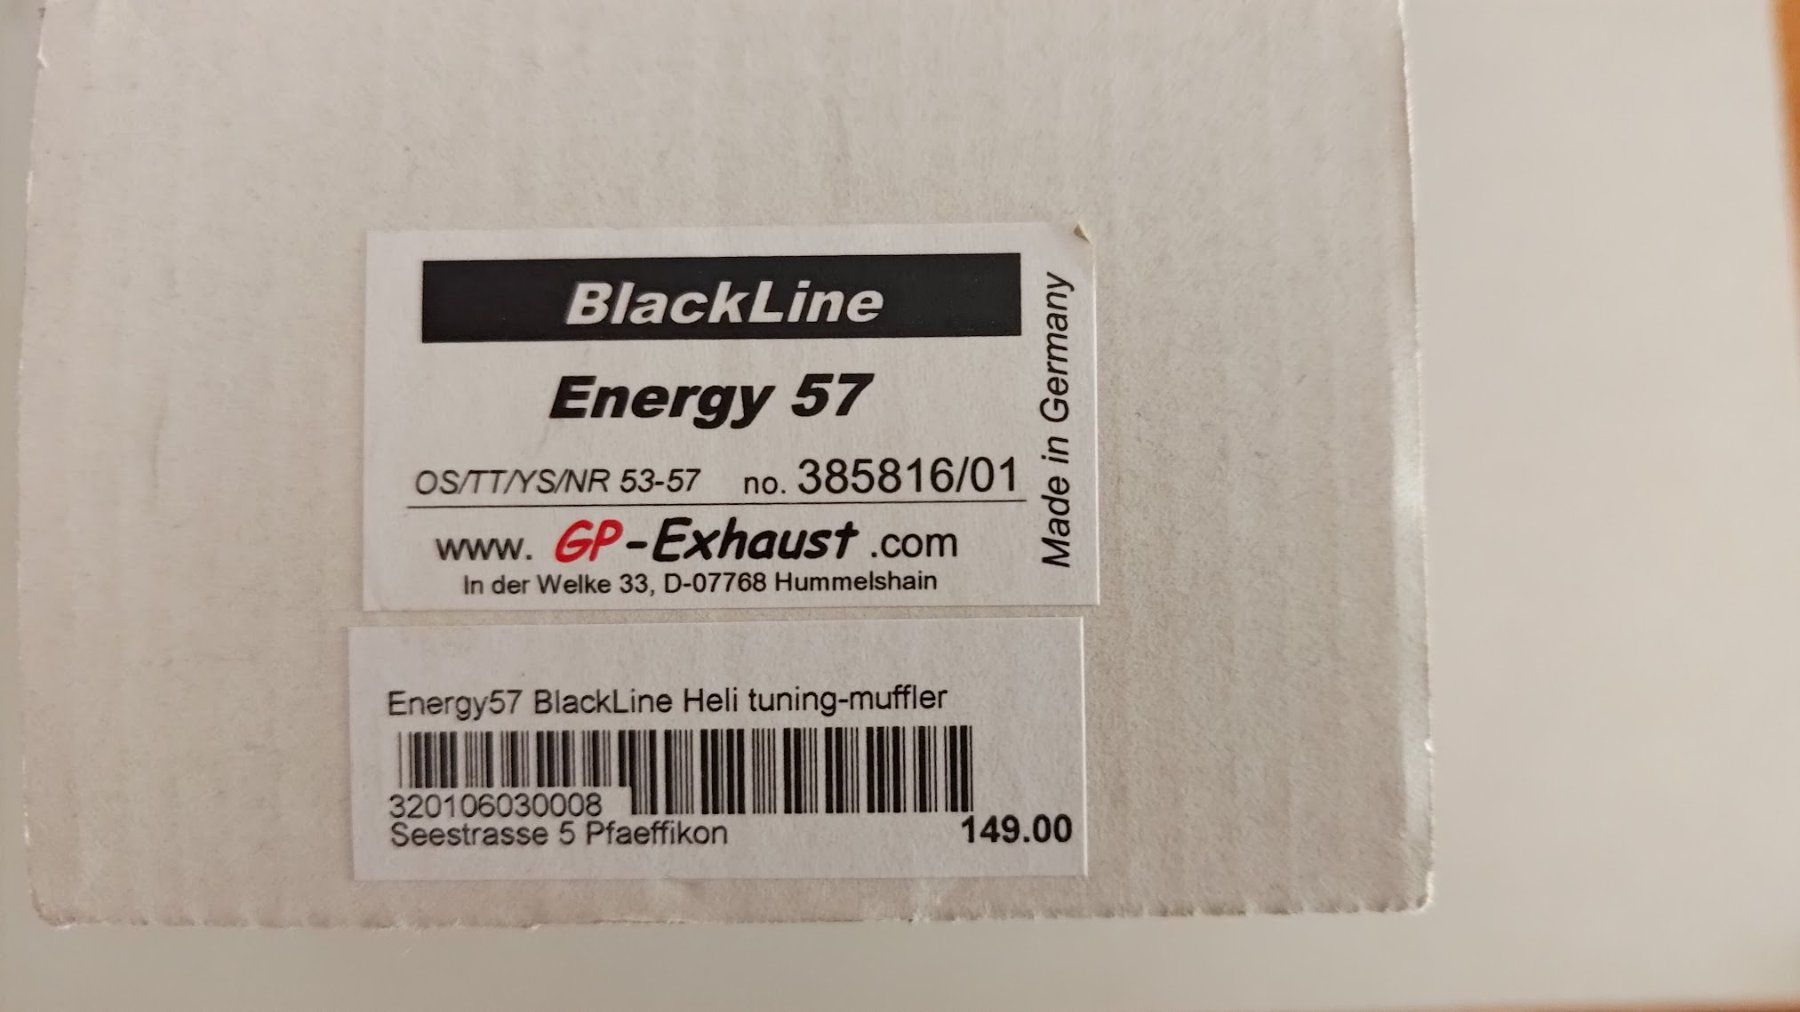 BlackLine
Energy 57
OS/TT/YS/NR 53-57 no. 385816/01
www. GP-Exhaust .com
In der Welke 33, D-07768 Hummelshain
Made in Germany
Energy57 BlackLine Heli tuning-muffler
320106030008
Seestrasse 5 Pfaeffikon 149.00